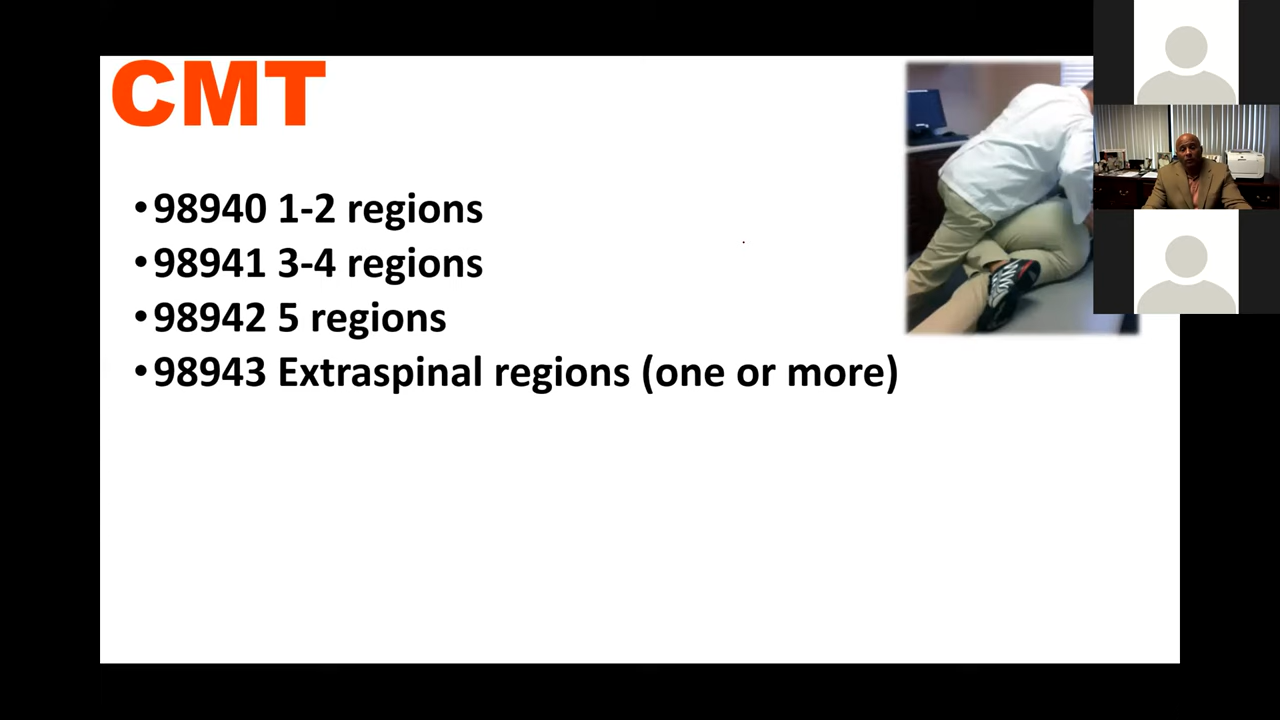 CMT
•98940 1-2 regions
•98941 3-4 regions
•98942 5 regions
•98943 Extraspinal regions (one or more)